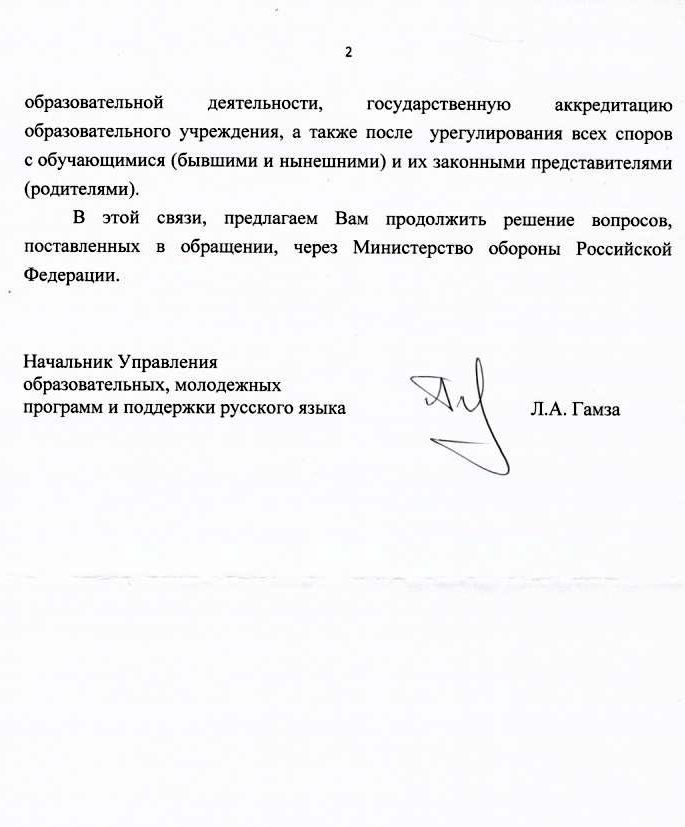 2
образовательной деятельности, государственную аккредитацию
образовательного учреждения, а также после урегулирования всех споров
с обучающимися (бывшими и нынешними) и их законными представителями
(родителями).
В этой связи, предлагаем Вам продолжить решение вопросов,
поставленных в обращении, через Министерство обороны Российской
Федерации.
Начальник Управления
образовательных, молодежных
программ и поддержки русского языка
Л.А. Гамза